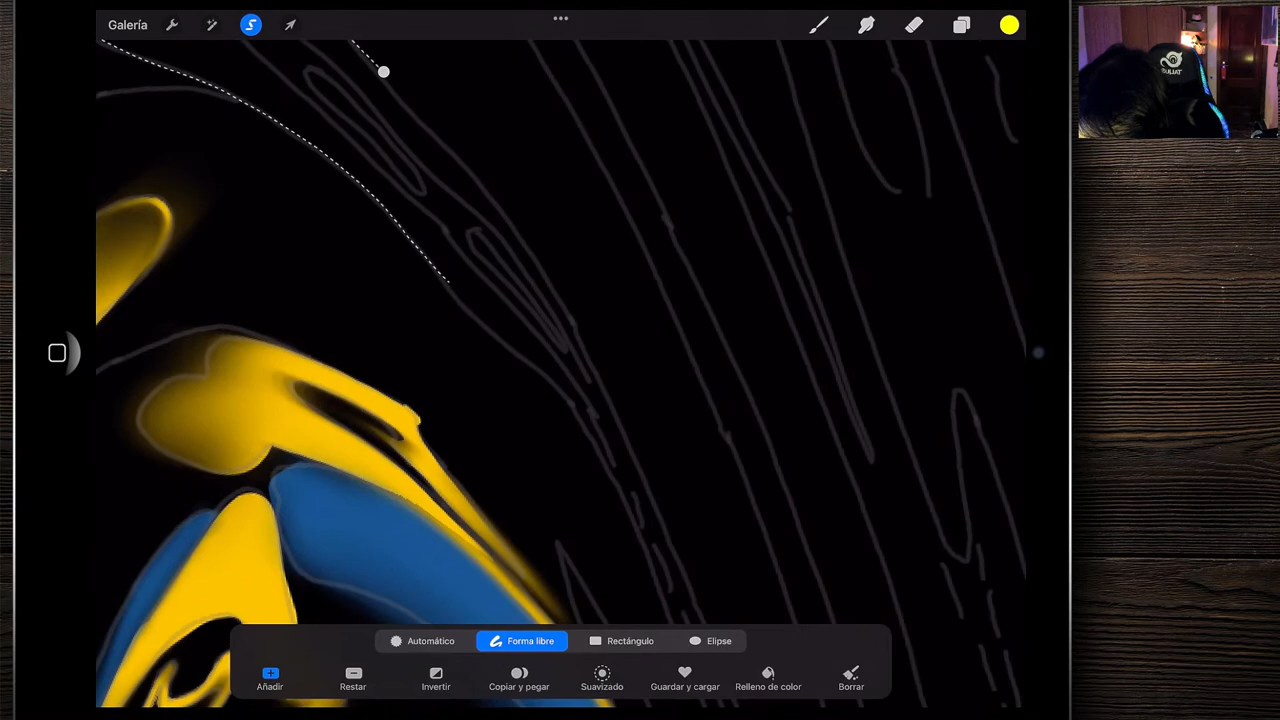 Galería
Automático
Forma libre
Rectángulo
Elipse
Añadir
Restar
Invertir
Copiar y pegar
Suavizado
Guardar y cargar
Relleno de color
Borrar